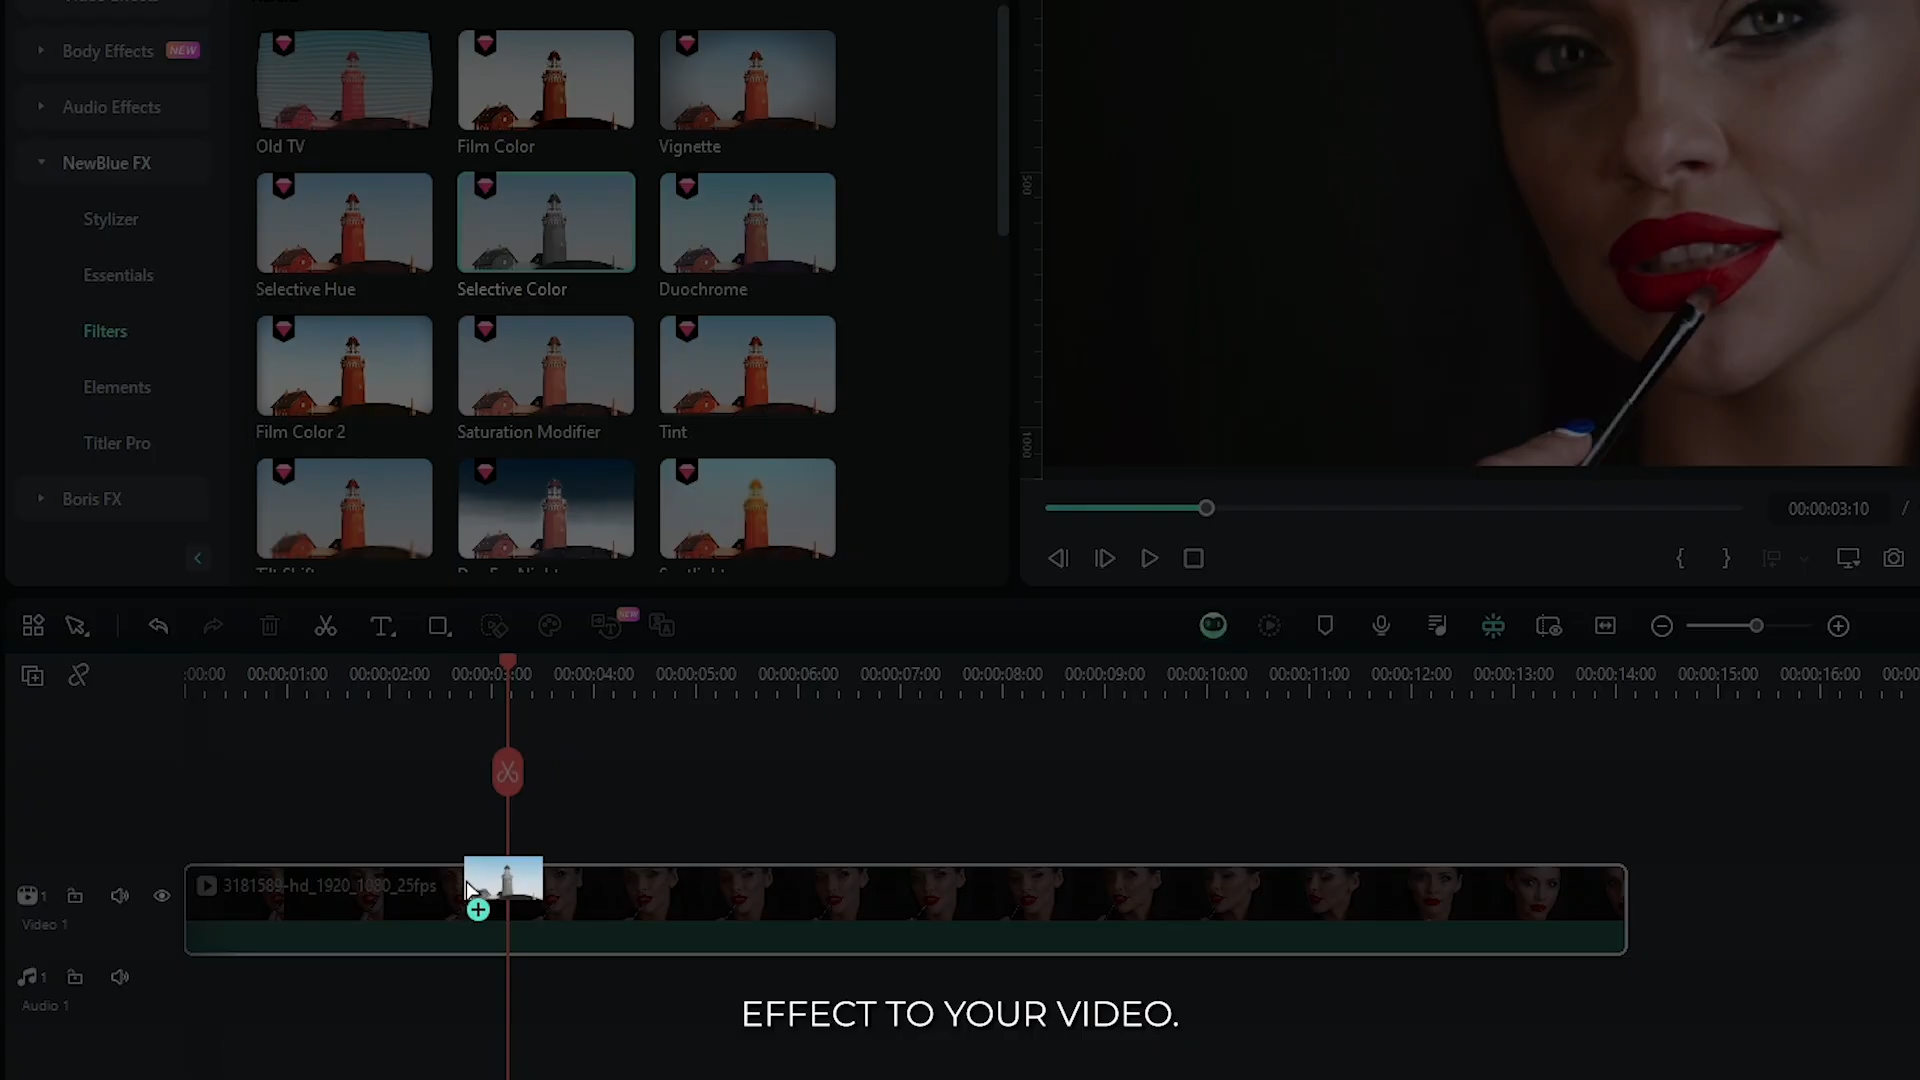 Body Effects NEW
Audio Effects
NewBlue FX
Stylizer
Essentials
Filters
Elements
Titler Pro
Boris FX
Old TV
Film Color
Vignette
Selective Hue
Selective Color
Duochrome
Film Color 2
Saturation Modifier
Tint
500
1000
00:00:03:10 /
{ }
NEW
:00:00 00:00:01:00 00:00:02:00 00:00:03:00 00:00:04:00 00:00:05:00 00:00:06:00 00:00:07:00 00:00:08:00 00:00:09:00 00:00:10:00 00:00:11:00 00:00:12:00 00:00:13:00 00:00:14:00 00:00:15:00 00:00:16:00 00:00
3181589-hd_1920_1080_25fps
1
Video 1
1
Audio 1
EFFECT TO YOUR VIDEO.